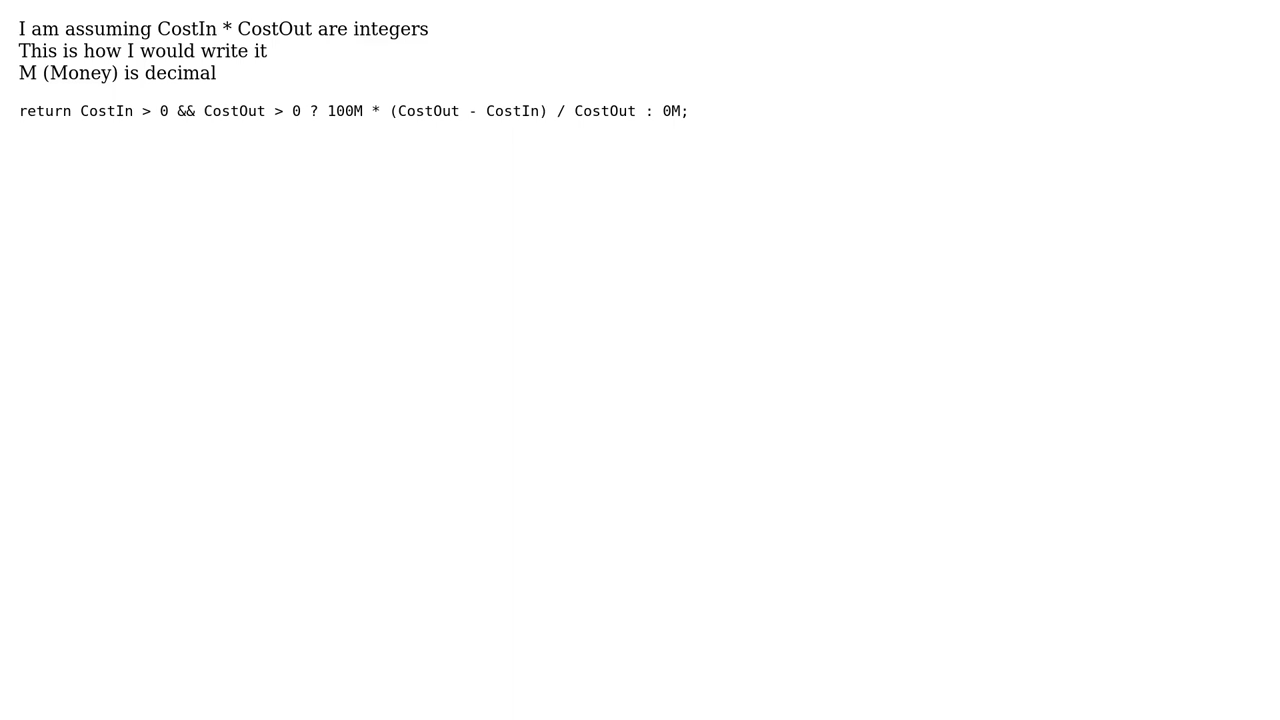 I am assuming CostIn * CostOut are integers
This is how I would write it
M (Money) is decimal
return CostIn > 0 && CostOut > 0 ? 100M * (CostOut - CostIn) / CostOut : 0M;